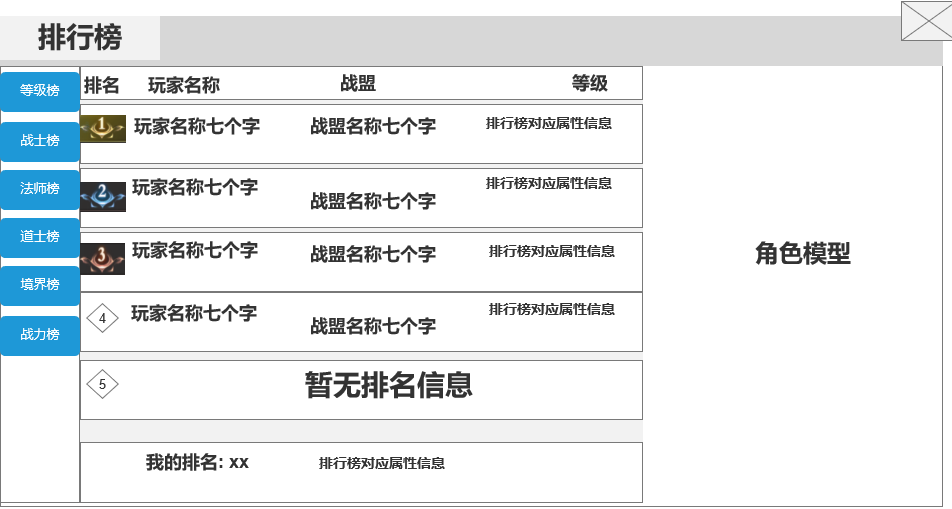 排行榜
等级榜
战士榜
法师榜
道士榜
境界榜
战力榜
排名 玩家名称 战盟 等级
1 玩家名称七个字 战盟名称七个字 排行榜对应属性信息
2 玩家名称七个字 战盟名称七个字 排行榜对应属性信息
3 玩家名称七个字 战盟名称七个字 排行榜对应属性信息
4 玩家名称七个字 战盟名称七个字 排行榜对应属性信息
5 暂无排名信息
我的排名: xx 排行榜对应属性信息
角色模型